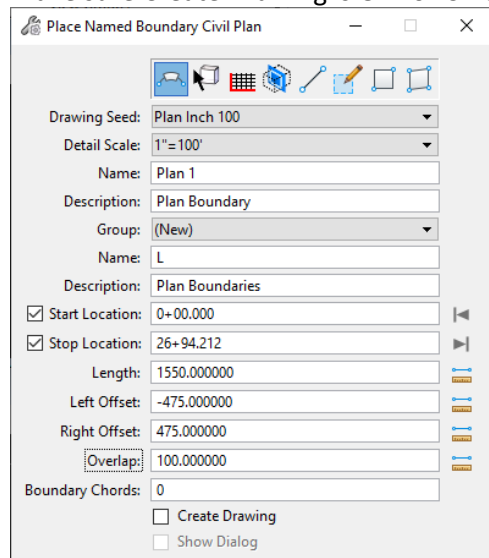 Place Named Boundary Civil Plan
Drawing Seed: Plan Inch 100
Detail Scale: 1"=100'
Name: Plan 1
Description: Plan Boundary
Group: (New)
Name: L
Description: Plan Boundaries
Start Location: 0+00.000
Stop Location: 26+94.212
Length: 1550.000000
Left Offset: -475.000000
Right Offset: 475.000000
Overlap: 100.000000
Boundary Chords: 0
Create Drawing
Show Dialog